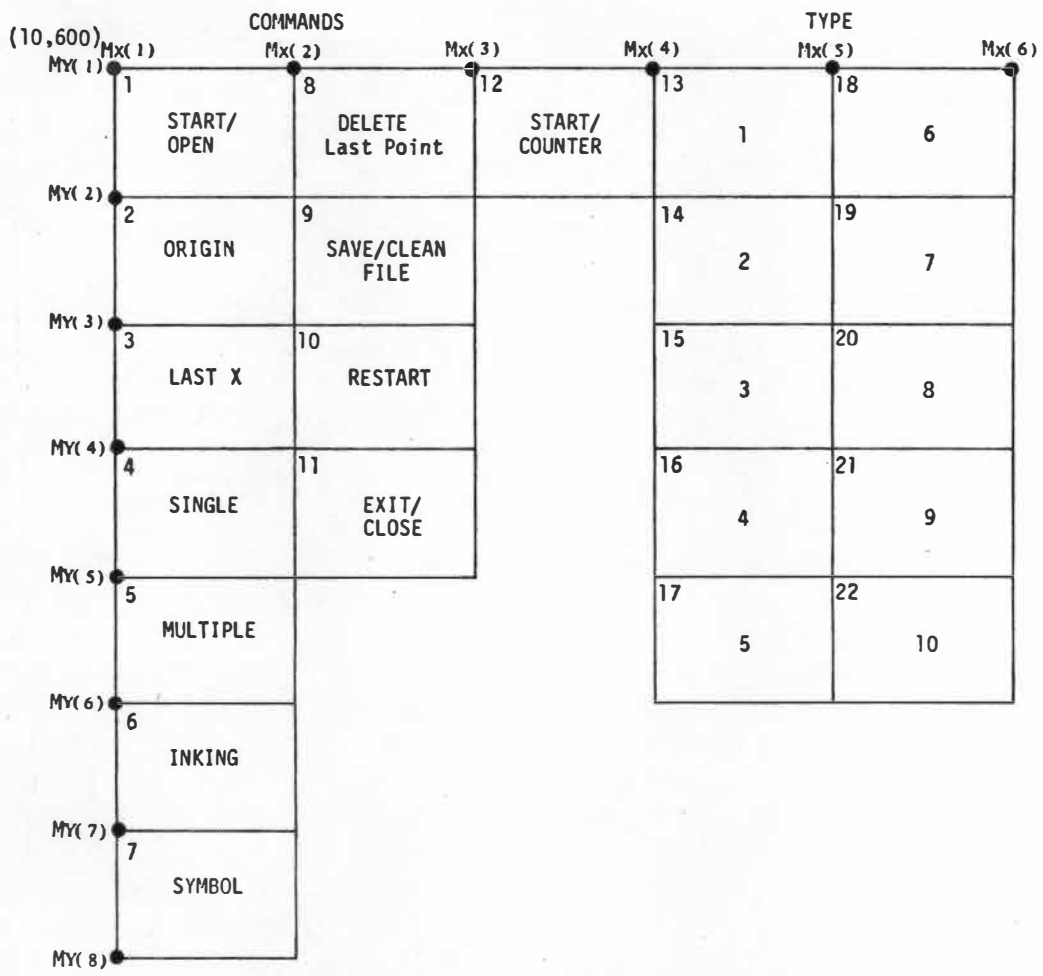 COMMANDS TYPE
(10,600) Mx(1) Mx(2) Mx(3) Mx(4) Mx(5) Mx(6)
MY(1)
1 8 12 13 18
START/ DELETE START/
OPEN Last Point COUNTER 1 6
MY(2)
2 9 14 19
ORIGIN SAVE/CLEAN 2 7
FILE
MY(3)
3 10 15 20
LAST X RESTART 3 8
MY(4)
4 11 16 21
SINGLE EXIT/ 4 9
CLOSE
MY(5)
5 17 22
MULTIPLE 5 10
MY(6)
6
INKING
MY(7)
7
SYMBOL
MY(8)